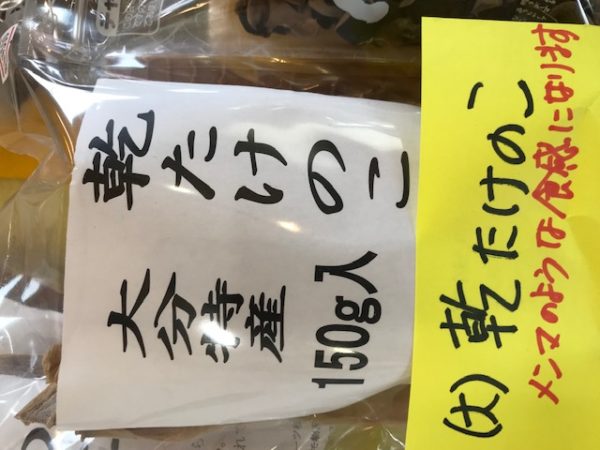 乾たけのこ
大分特産
150g入
(大)乾たけのこ
メンマのような食感になります